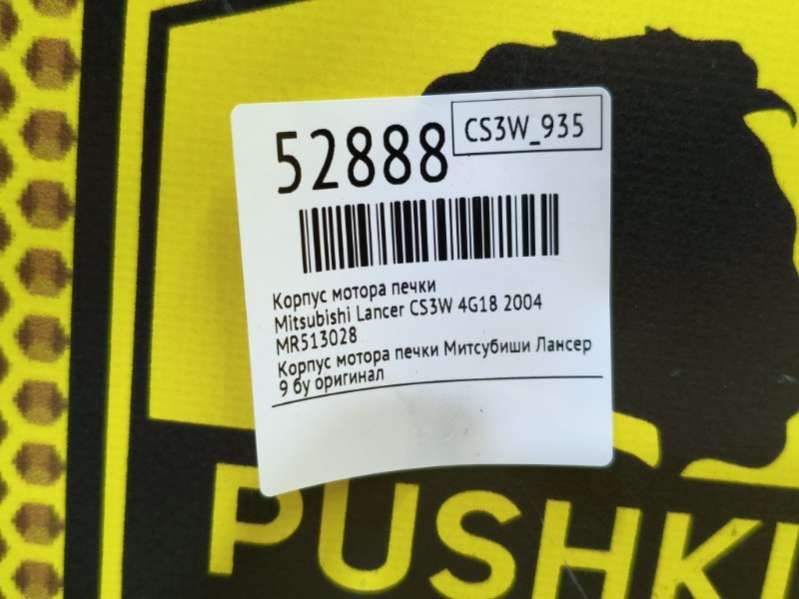 52888
CS3W_935
Корпус мотора печки
Mitsubishi Lancer CS3W 4G18 2004
MR513028
Корпус мотора печки Митсубиши Лансер
9 бу оригинал
PUSHKI